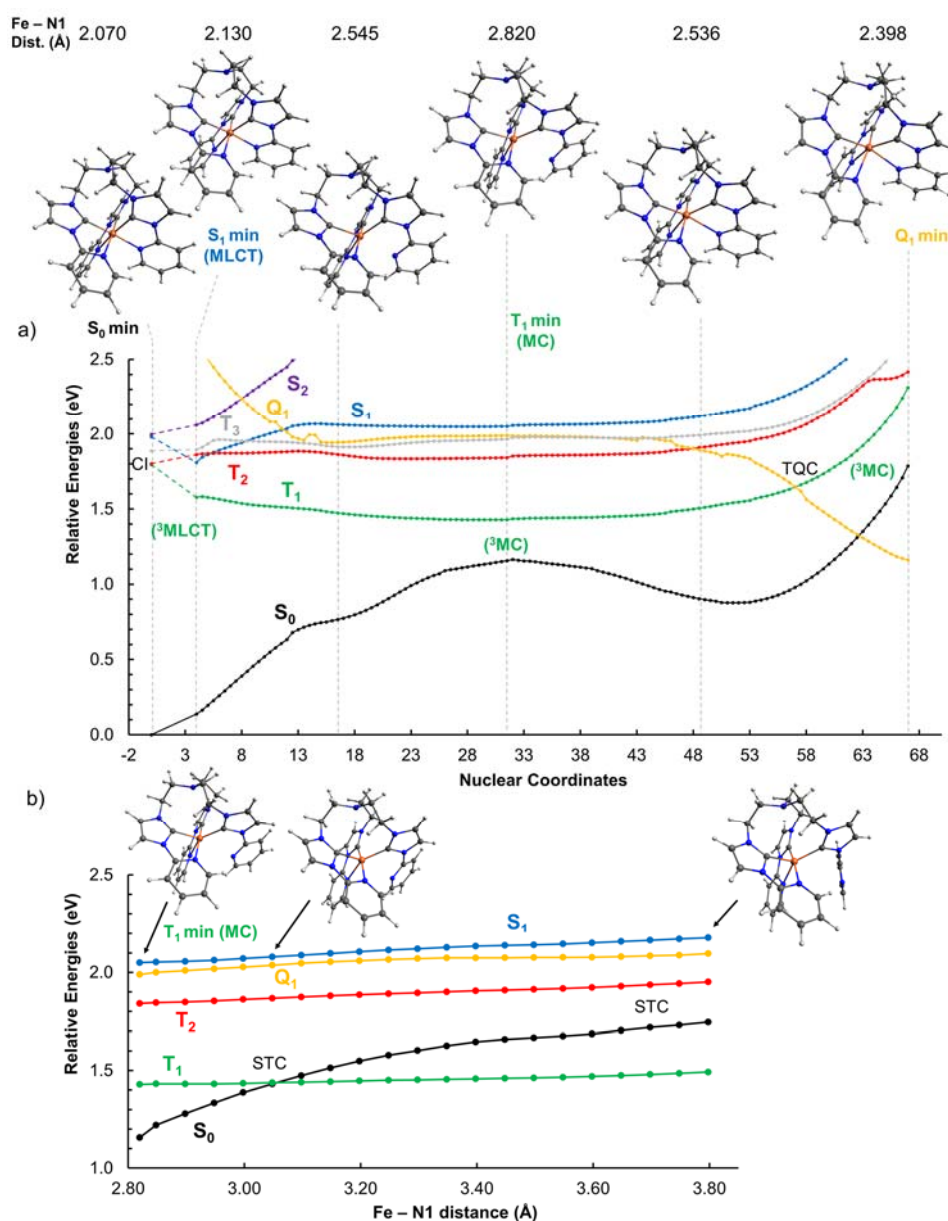 Fe – N1
Dist. (Å)
2.070 2.130 2.545 2.820 2.536 2.398
S1 min
(MLCT)
Q1 min
a)
S0 min
T1 min
(MC)
Relative Energies (eV)
2.5
2.0
1.5
1.0
0.5
0.0
S2
Q1
S1
T3
CI
T2
TQC
T1
(3MC)
(3MLCT)
(3MC)
S0
-2 3 8 13 18 23 28 33 38 43 48 53 58 63 68
Nuclear Coordinates
b)
Relative Energies (eV)
2.5
2.0
1.5
1.0
T1 min (MC)
S1
Q1
T2
STC
STC
T1
S0
2.80 3.00 3.20 3.40 3.60 3.80
Fe – N1 distance (Å)